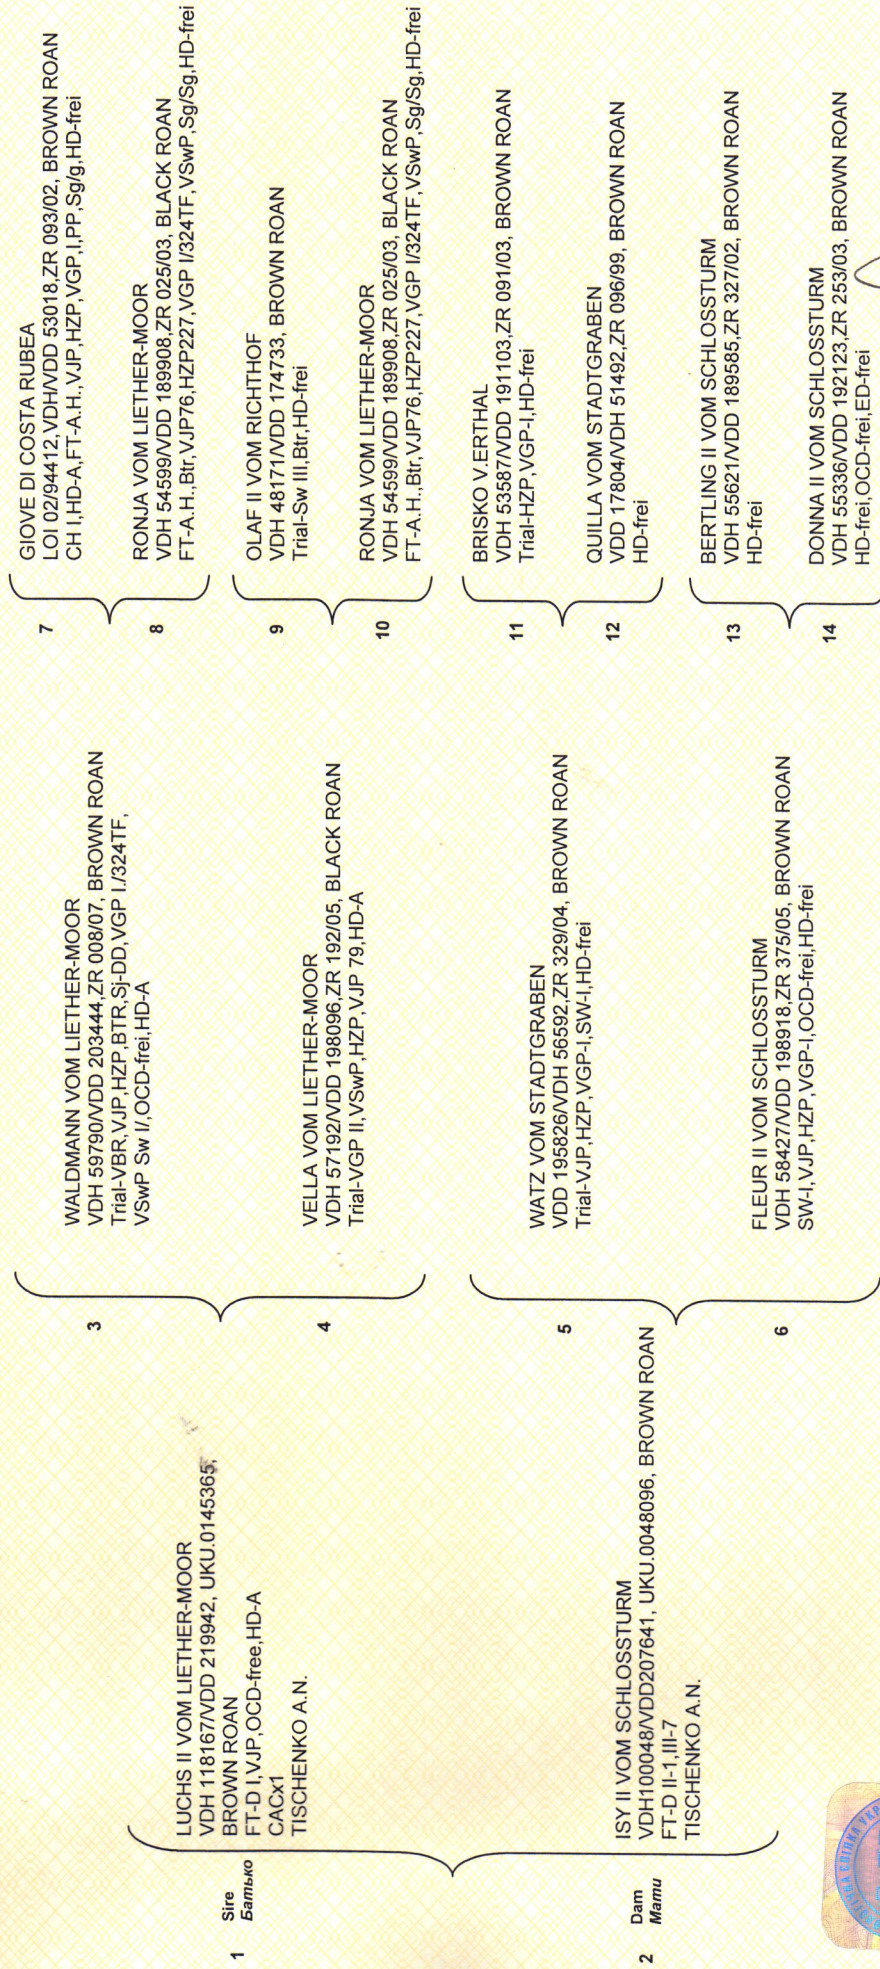 1
Sire
Батько
LUCHS II VOM LIETHER-MOOR
VDH 118167/VDD 219942, UKU.0145365,
BROWN ROAN
FT-D I,VJP,OCD-free,HD-A
CACx1
TISCHENKO A.N.
2
Dam
Мати
ISY II VOM SCHLOSSTURM
VDH100048/VDD207641, UKU.0048096, BROWN ROAN
FT-D II-1,III-7
TISCHENKO A.N.
3
WALDMANN VOM LIETHER-MOOR
VDH 59790/VDD 203444,ZR 008/07, BROWN ROAN
Trial-VBR,VJP,HZP,BTR,Sj-DD,VGP I./324TF,
VSwP Sw I/,OCD-frei,HD-A
4
VELLA VOM LIETHER-MOOR
VDH 57192/VDD 198096,ZR 192/05, BLACK ROAN
Trial-VGP II,VSwP,HZP,VJP 79,HD-A
5
WATZ VOM STADTGRABEN
VDD 195826/VDH 56592,ZR 329/04, BROWN ROAN
Trial-VJP,HZP,VGP-I,SW-I,HD-frei
6
FLEUR II VOM SCHLOSSTURM
VDH 58427/VDD 198918,ZR 375/05, BROWN ROAN
SW-I,VJP,HZP,VGP-I,OCD-frei,HD-frei
7
GIOVE DI COSTA RUBEA
LOI 02/94412,VDH/VDD 53018,ZR 093/02, BROWN ROAN
CH I,HD-A,FT-A.H.,VJP,HZP,VGP,I,PP,Sg/g,HD-frei
8
RONJA VOM LIETHER-MOOR
VDH 54599/VDD 189908,ZR 025/03, BLACK ROAN
FT-A.H.,Btr,VJP76,HZP227,VGP I/324TF,VSwP,Sg/Sg,HD-frei
9
OLAF II VOM RICHTHOF
VDH 48171/VDD 174733, BROWN ROAN
Trial-Sw III,Btr,HD-frei
10
RONJA VOM LIETHER-MOOR
VDH 54599/VDD 189908,ZR 025/03, BLACK ROAN
FT-A.H.,Btr,VJP76,HZP227,VGP I/324TF,VSwP,Sg/Sg,HD-frei
11
BRISKO V.ERTHAL
VDH 53587/VDD 191103,ZR 091/03, BROWN ROAN
Trial-HZP,VGP-I,HD-frei
12
QUILLA VOM STADTGRABEN
VDD 17804/VDH 51492,ZR 096/99, BROWN ROAN
HD-frei
13
BERTLING II VOM SCHLOSSTURM
VDH 55621/VDD 189585,ZR 327/02, BROWN ROAN
HD-frei
14
DONNA II VOM SCHLOSSTURM
VDH 55336/VDD 192123,ZR 253/03, BROWN ROAN
HD-frei,OCD-frei,ED-frei